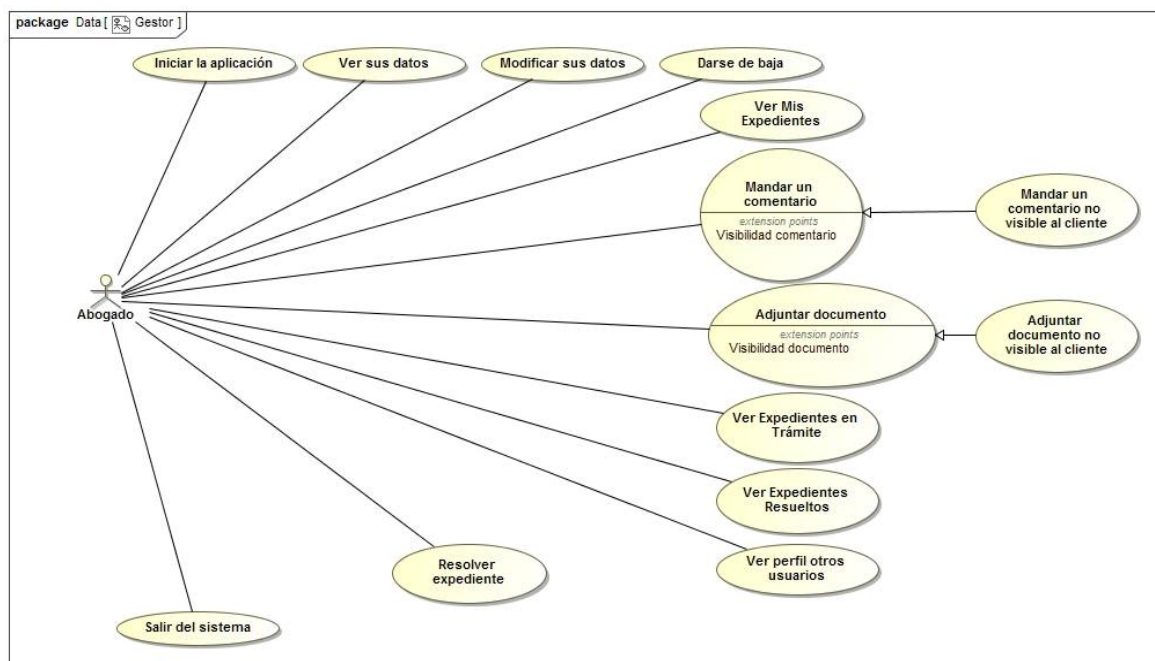 package Data [ Gestor ]
Iniciar la aplicación
Ver sus datos
Modificar sus datos
Darse de baja
Ver Mis
Expedientes
Mandar un
comentario
extension points
Visibilidad comentario
Mandar un
comentario no
visible al cliente
Abogado
Adjuntar documento
extension points
Visibilidad documento
Adjuntar
documento no
visible al cliente
Ver Expedientes en
Trámite
Ver Expedientes
Resueltos
Ver perfil otros
usuarios
Resolver
expediente
Salir del sistema